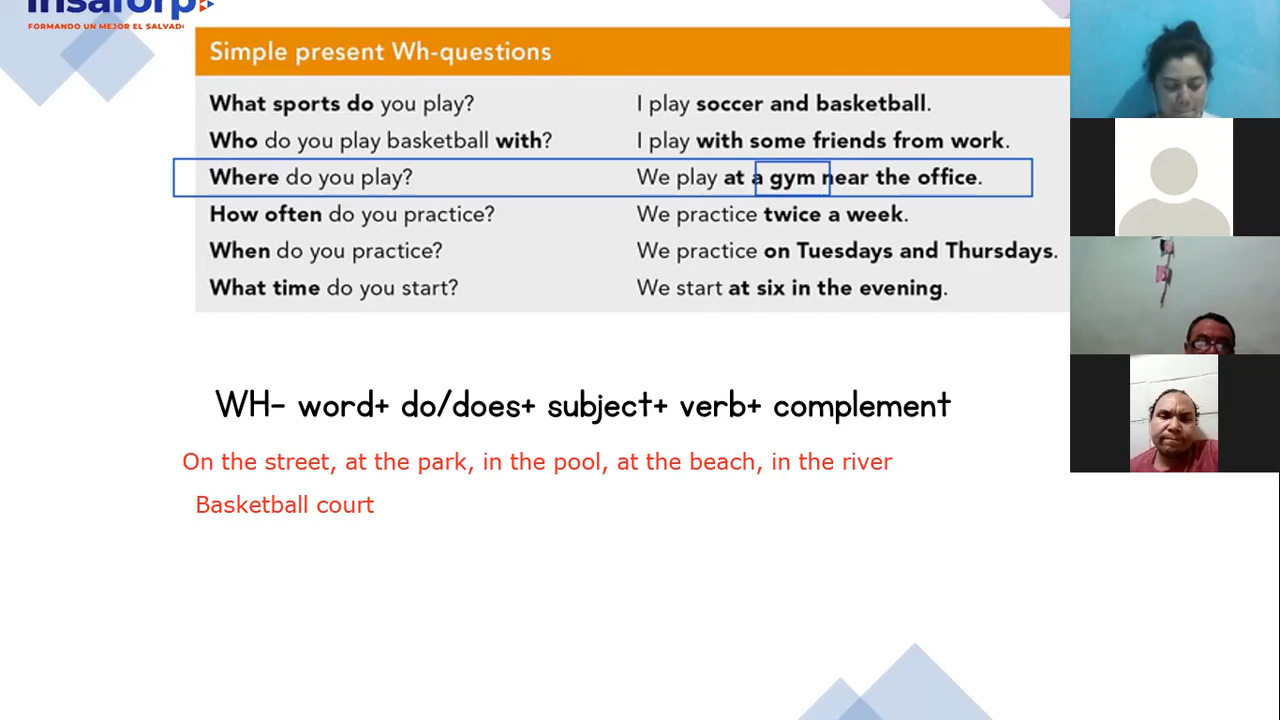 Insaforp
FORMANDO UN MEJOR EL SALVADO
Simple present Wh-questions
What sports do you play? I play soccer and basketball.
Who do you play basketball with? I play with some friends from work.
Where do you play? We play at a gym near the office.
How often do you practice? We practice twice a week.
When do you practice? We practice on Tuesdays and Thursdays.
What time do you start? We start at six in the evening.
WH- word+ do/does+ subject+ verb+ complement
On the street, at the park, in the pool, at the beach, in the river
Basketball court